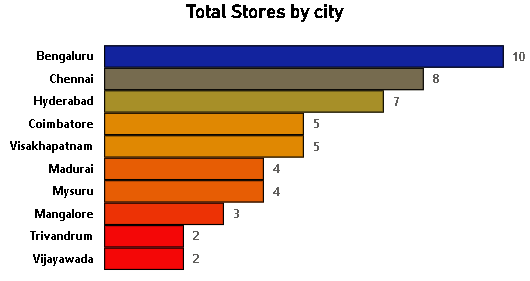 Total Stores by city
Bengaluru 10
Chennai 8
Hyderabad 7
Coimbatore 5
Visakhapatnam 5
Madurai 4
Mysuru 4
Mangalore 3
Trivandrum 2
Vijayawada 2